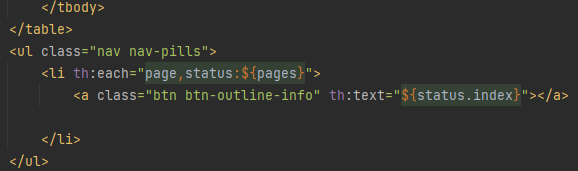 </tbody>
</table>
<ul class="nav nav-pills">
<li th:each="page,status:${pages}">
<a class="btn btn-outline-info" th:text="${status.index}"></a>
</li>
</ul>